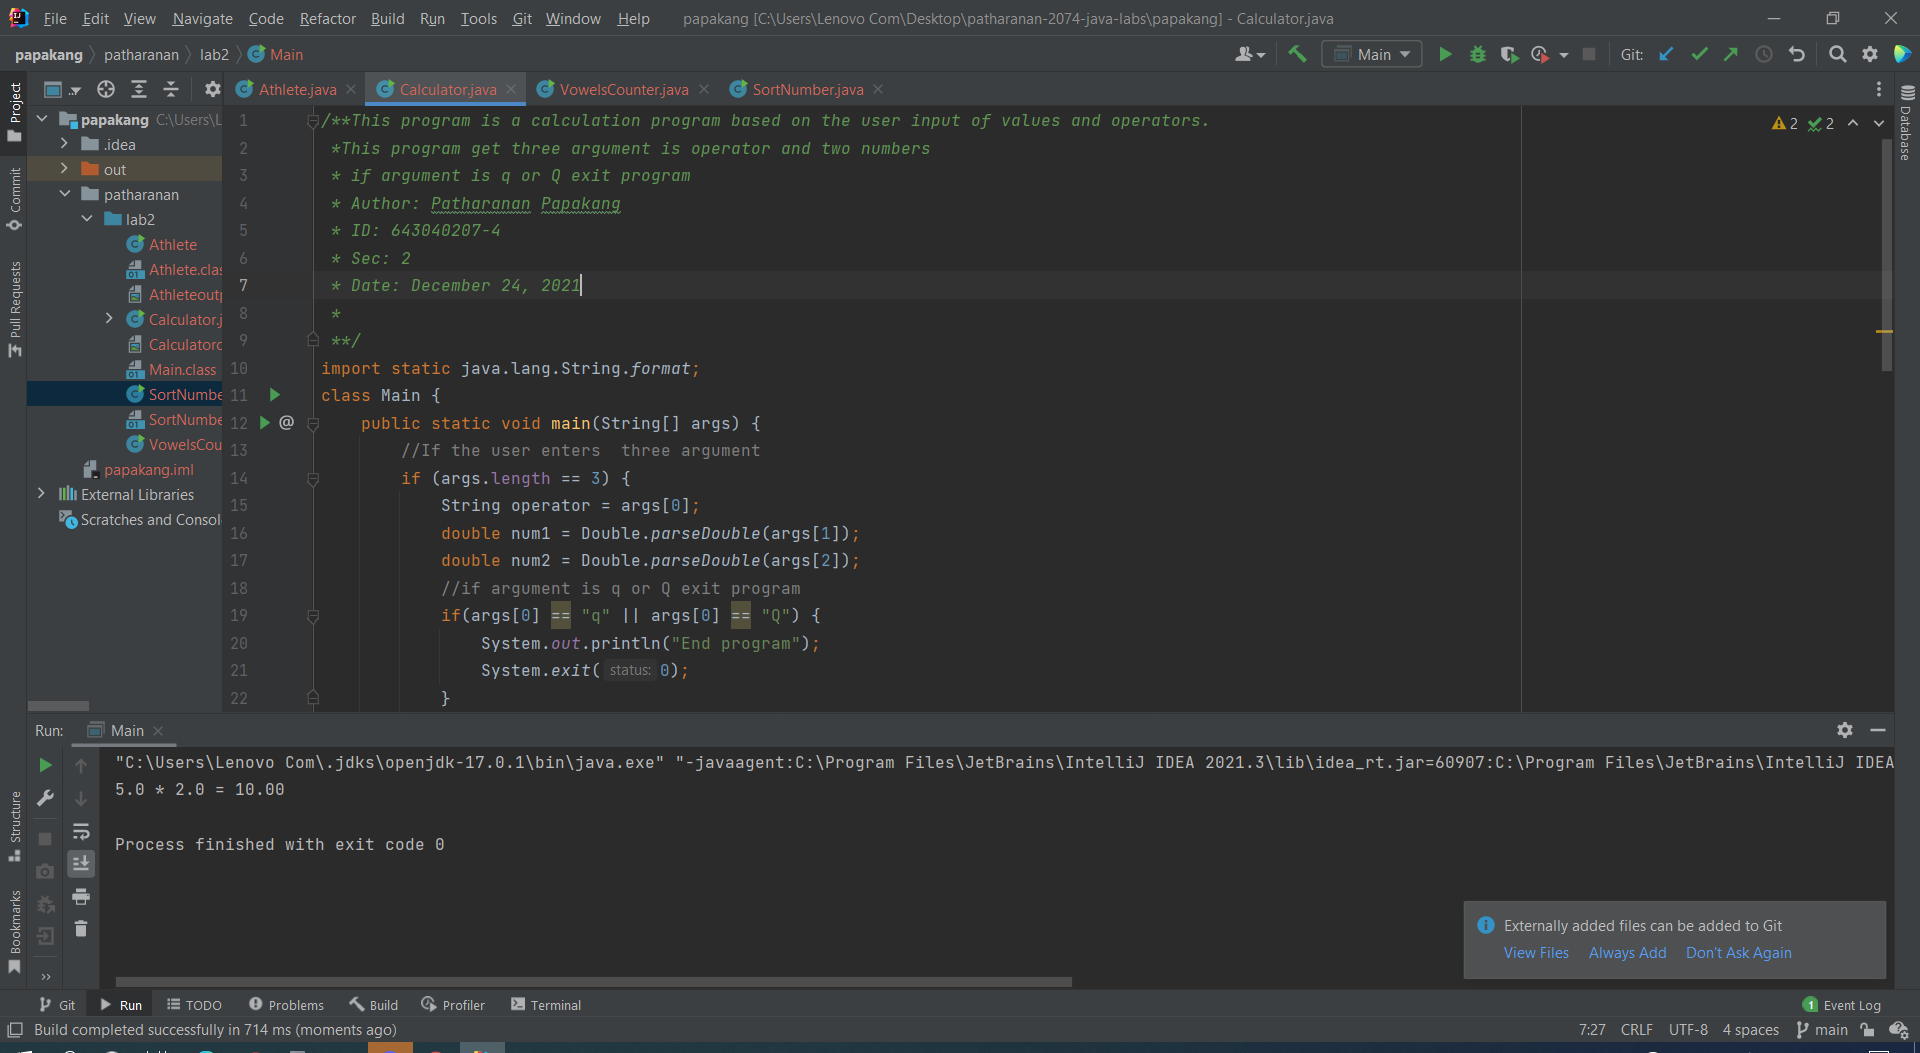 File Edit View Navigate Code Refactor Build Run Tools Git Window Help papakang [C:\Users\Lenovo Com\Desktop\patharanan-2074-java-labs\papakang] - Calculator.java
papakang patharanan lab2 Main Main Git:
Athlete.java Calculator.java VowelsCounter.java SortNumber.java
Project
Commit
Pull Requests
Structure
Bookmarks
Database
papakang C:\Users\L
.idea
out
patharanan
lab2
Athlete
Athlete.clas
Athleteoutp
Calculator.j
Calculatoro
Main.class
SortNumbe
SortNumbe
VowelsCou
papakang.iml
External Libraries
Scratches and Consol
2 2
1 /**This program is a calculation program based on the user input of values and operators.
2 *This program get three argument is operator and two numbers
3 * if argument is q or Q exit program
4 * Author: Patharanan Papakang
5 * ID: 643040207-4
6 * Sec: 2
7 * Date: December 24, 2021
8 *
9 **/
10 import static java.lang.String.format;
11 class Main {
12 @ public static void main(String[] args) {
13 //If the user enters  three argument
14 if (args.length == 3) {
15 String operator = args[0];
16 double num1 = Double.parseDouble(args[1]);
17 double num2 = Double.parseDouble(args[2]);
18 //if argument is q or Q exit program
19 if(args[0] == "q" || args[0] == "Q") {
20 System.out.println("End program");
21 System.exit( status: 0);
22 }
Run: Main
"C:\Users\Lenovo Com\.jdks\openjdk-17.0.1\bin\java.exe" "-javaagent:C:\Program Files\JetBrains\IntelliJ IDEA 2021.3\lib\idea_rt.jar=60907:C:\Program Files\JetBrains\IntelliJ IDEA
5.0 * 2.0 = 10.00
Process finished with exit code 0
Externally added files can be added to Git
View Files Always Add Don't Ask Again
Git Run TODO Problems Build Profiler Terminal 1 Event Log
Build completed successfully in 714 ms (moments ago) 7:27 CRLF UTF-8 4 spaces main